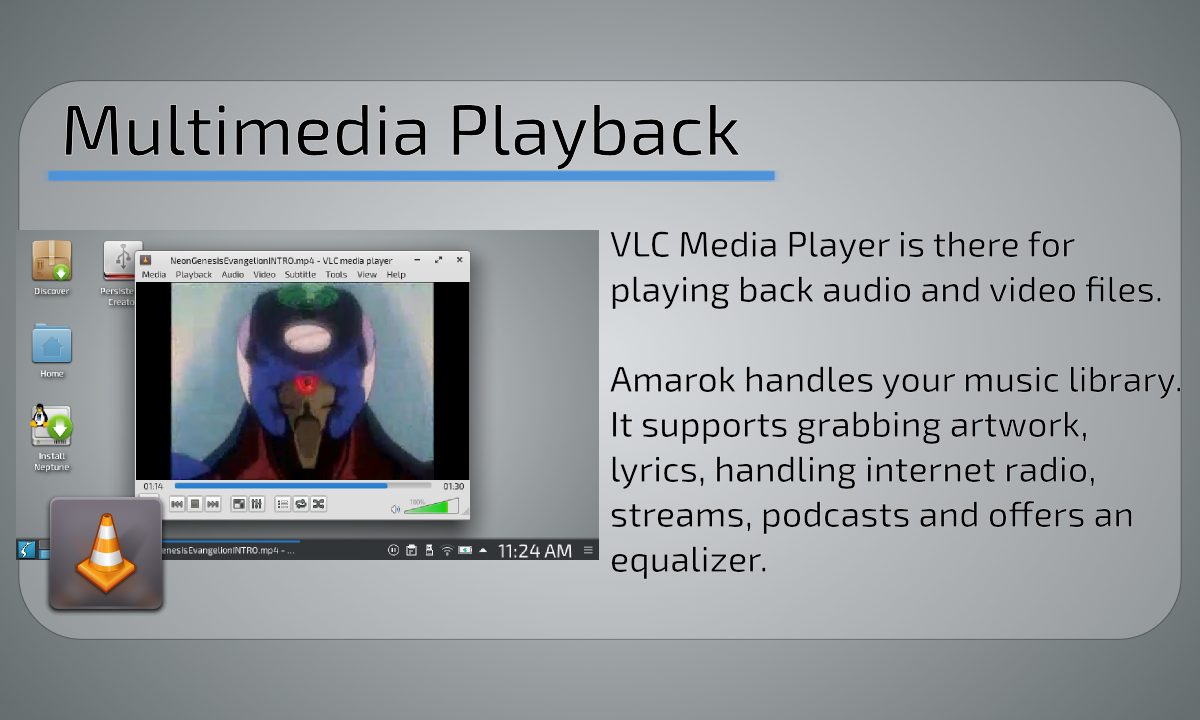 Multimedia Playback
VLC Media Player is there for
playing back audio and video files.
Amarok handles your music library.
It supports grabbing artwork,
lyrics, handling internet radio,
streams, podcasts and offers an
equalizer.
Discover
Persiste
Creato
Home
Install
Neptune
NeonGenesisEvangelionINTRO.mp4 - VLC media player
Media Playback Audio Video Subtitle Tools View Help
01:14
01:30
100%
enesisEvangelionINTRO.mp4 - ...
11:24 AM